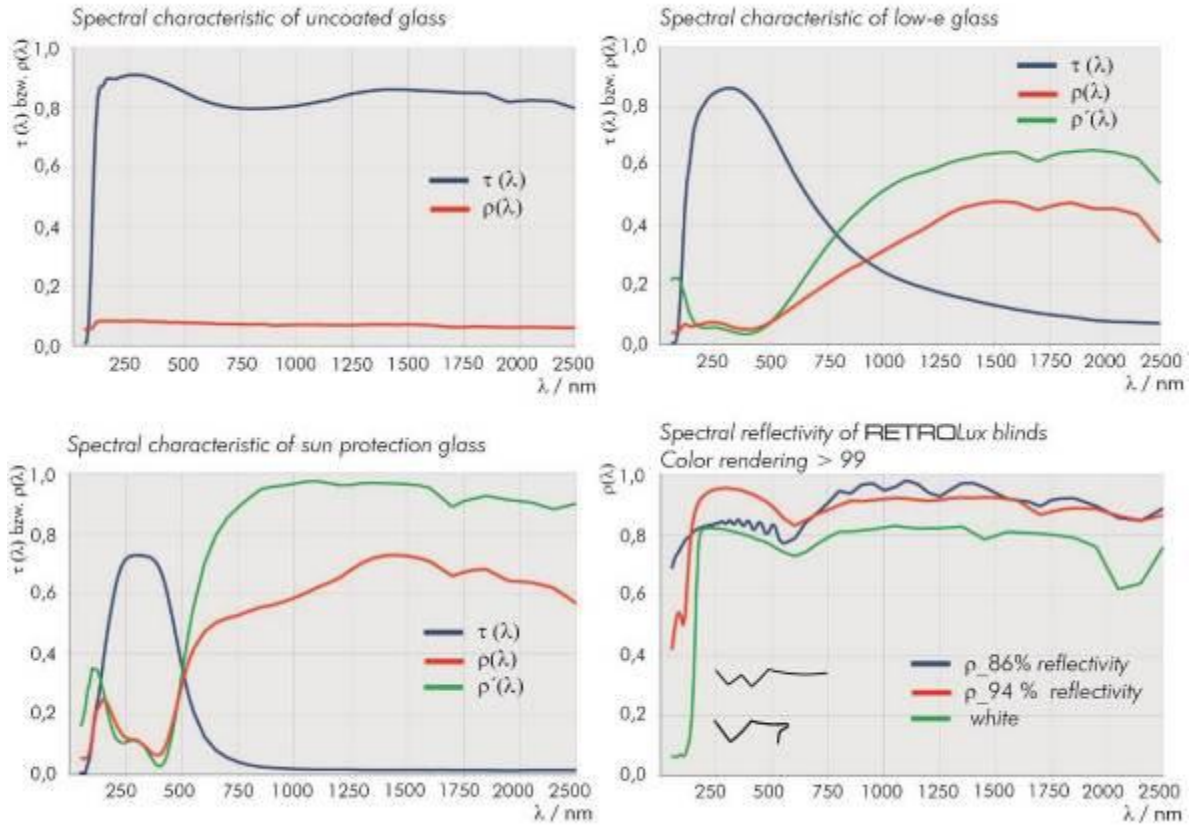 Spectral characteristic of uncoated glass
τ (λ) bzw. ρ(λ)
1,0
0,8
0,6
0,4
0,2
0,0
τ (λ)
ρ(λ)
250 500 750 1000 1250 1500 1750 2000 2500
λ / nm
Spectral characteristic of low-e glass
τ (λ) bzw. ρ(λ)
1,0
0,8
0,6
0,4
0,2
0,0
τ (λ)
ρ(λ)
ρ´(λ)
250 500 750 1000 1250 1500 1750 2000 2500
λ / nm
Spectral characteristic of sun protection glass
τ (λ) bzw. ρ(λ)
1,0
0,8
0,6
0,4
0,2
0,0
τ (λ)
ρ(λ)
ρ´(λ)
250 500 750 1000 1250 1500 1750 2000 2500
λ / nm
Spectral reflectivity of RETROLux blinds
Color rendering > 99
ρ(λ)
1,0
0,8
0,6
0,4
0,2
0,0
ρ_86% reflectivity
ρ_94 % reflectivity
white
250 500 750 1000 1250 1500 1750 2000 2500
λ / nm